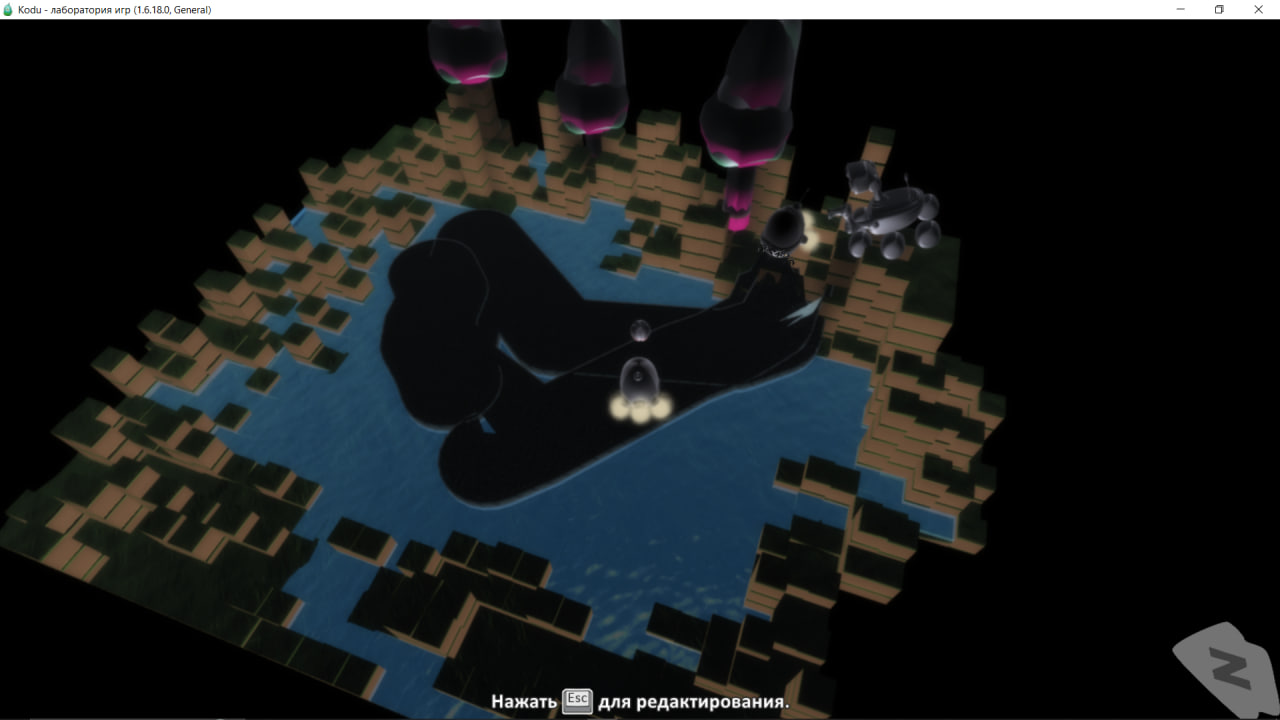 Kodu - лаборатория игр (1.6.18.0, General)
Нажать Esc для редактирования.
N